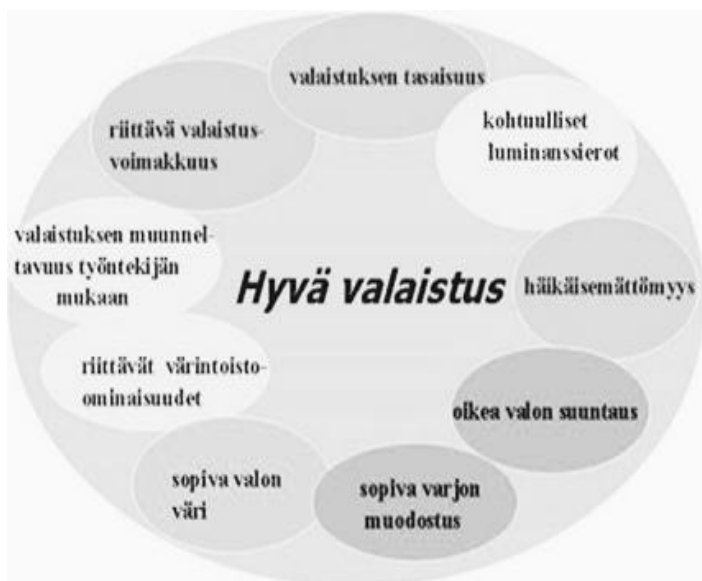 valaistuksen tasaisuus
kohtuulliset
luminanssierot
riittävä valaistus-
voimakkuus
valaistuksen muunnel-
tavuus työntekijän
mukaan
Hyvä valaistus
häikäisemättömyys
riittävät värintoisto-
ominaisuudet
oikea valon suuntaus
sopiva valon
väri
sopiva varjon
muodostus